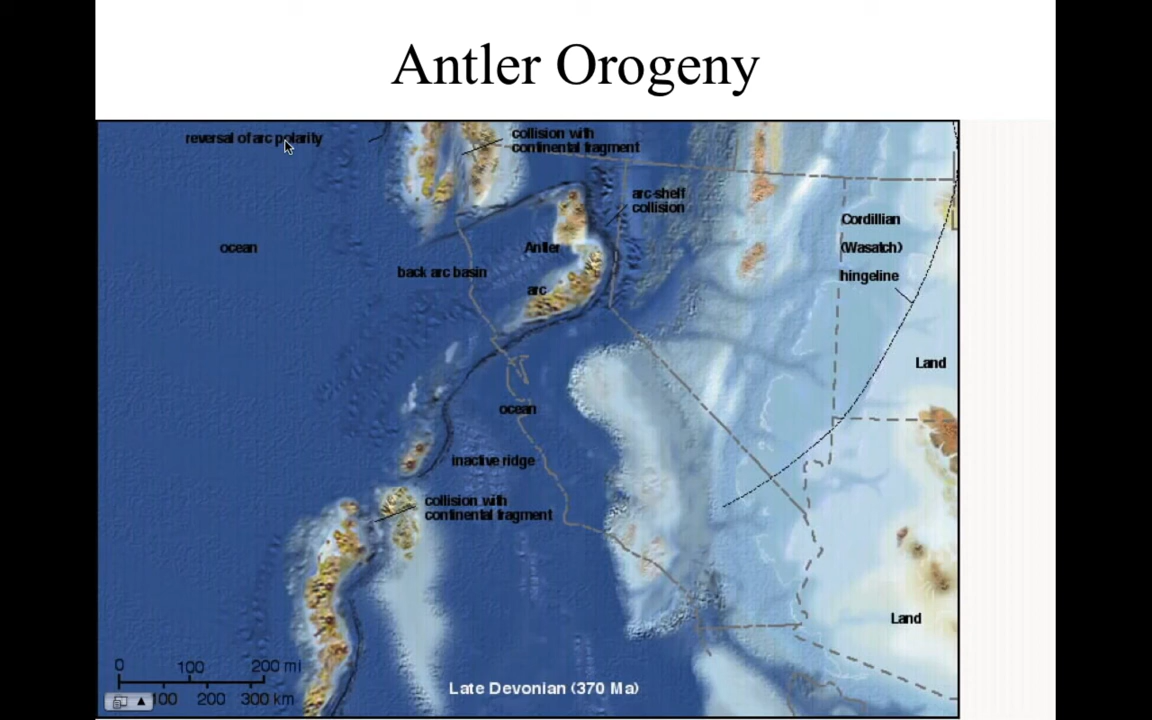 Antler Orogeny
reversal of arc polarity
collision with
continental fragment
arc-shelf
collision
Cordillian
(Wasatch)
hingeline
ocean
Antler
back arc basin
arc
Land
ocean
inactive ridge
collision with
continental fragment
Land
0 100 200 mi
100 200 300 km
Late Devonian (370 Ma)